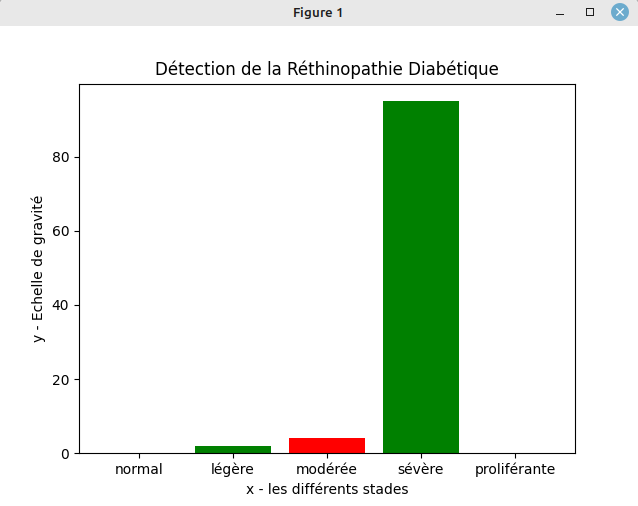 Figure 1
Détection de la Réthinopathie Diabétique
y - Echelle de gravité
80
60
40
20
0
normal légère modérée sévère proliférante
x - les différents stades